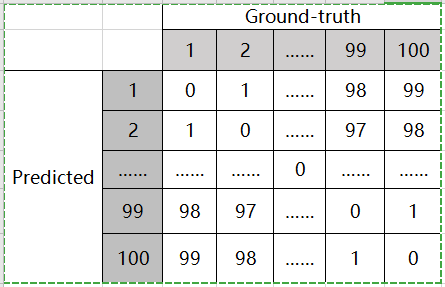 Ground-truth
1 2 …… 99 100
1 0 1 …… 98 99
2 1 0 …… 97 98
Predicted …… …… …… 0 …… ……
99 98 97 …… 0 1
100 99 98 …… 1 0